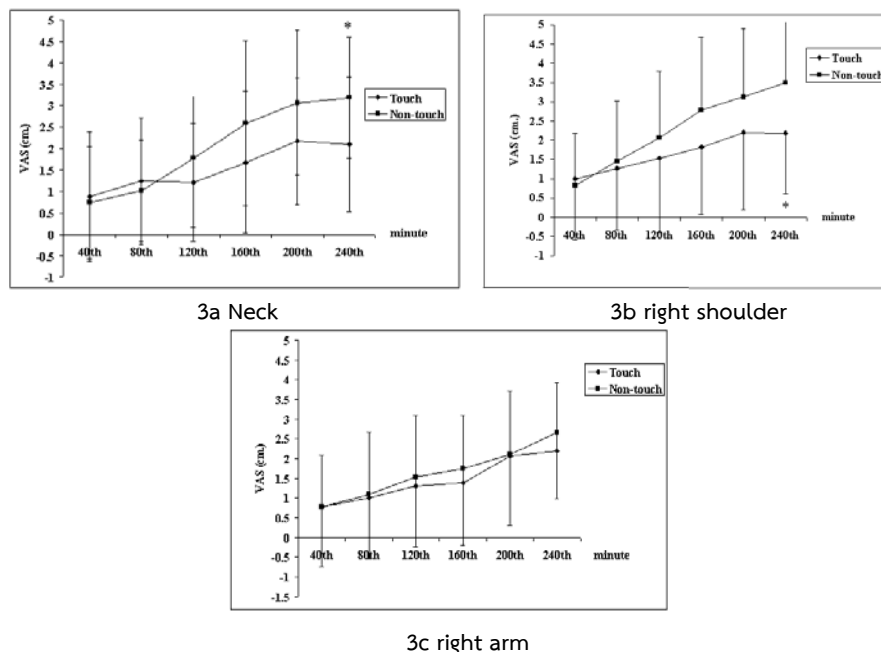 5
4.5
4
3.5
3
2.5
2
1.5
1
0.5
0
-0.5
-1
VAS (cm.)
*
Touch
Non-touch
minute
40th 80th 120th 160th 200th 240th
3a Neck
5
4.5
4
3.5
3
2.5
2
1.5
1
0.5
0
-0.5
-1
VAS (cm.)
Touch
Non-touch
*
minute
40th 80th 120th 160th 200th 240th
3b right shoulder
5
4.5
4
3.5
3
2.5
2
1.5
1
0.5
0
-0.5
-1
-1.5
VAS (cm.)
Touch
Non-touch
40th 80th 120th 160th 200th 240th minute
3c right arm